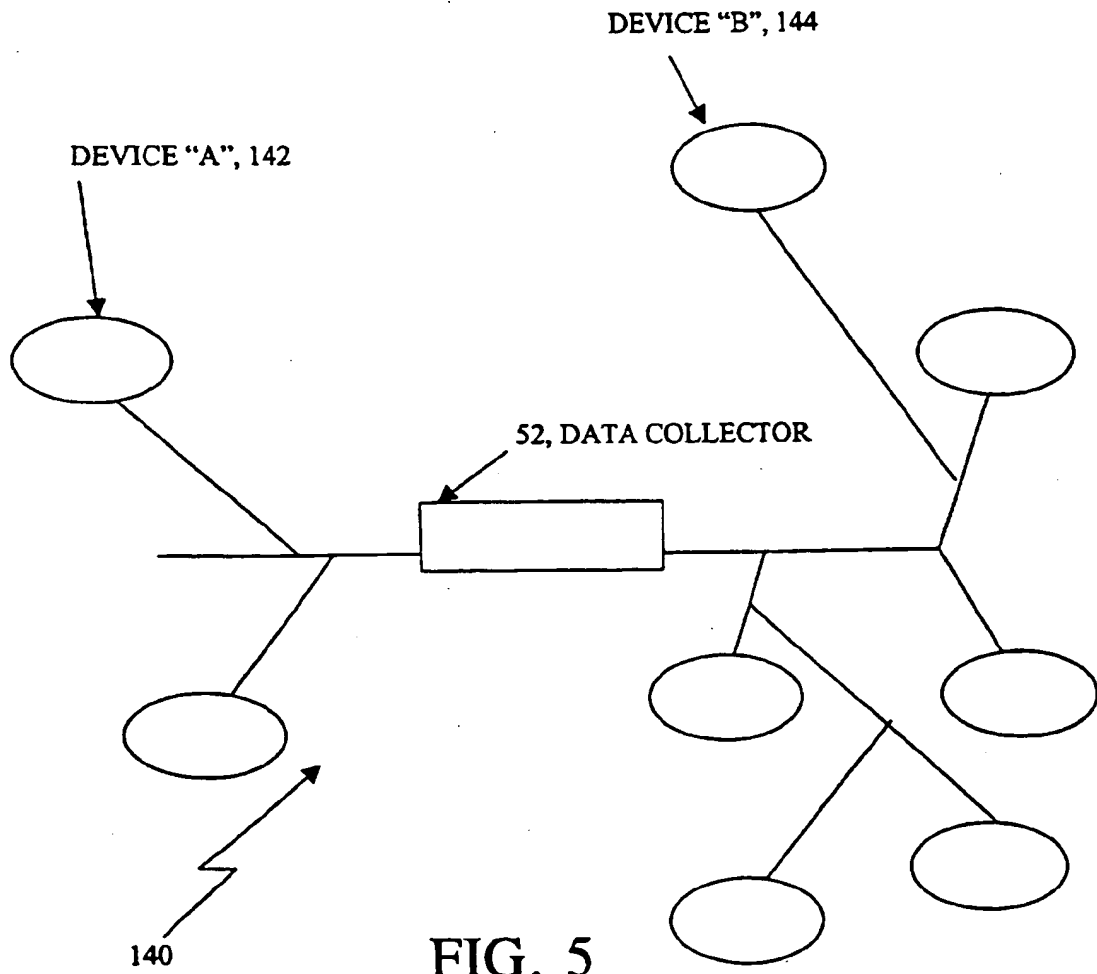 DEVICE "B", 144
DEVICE "A", 142
52, DATA COLLECTOR
140
FIG. 5